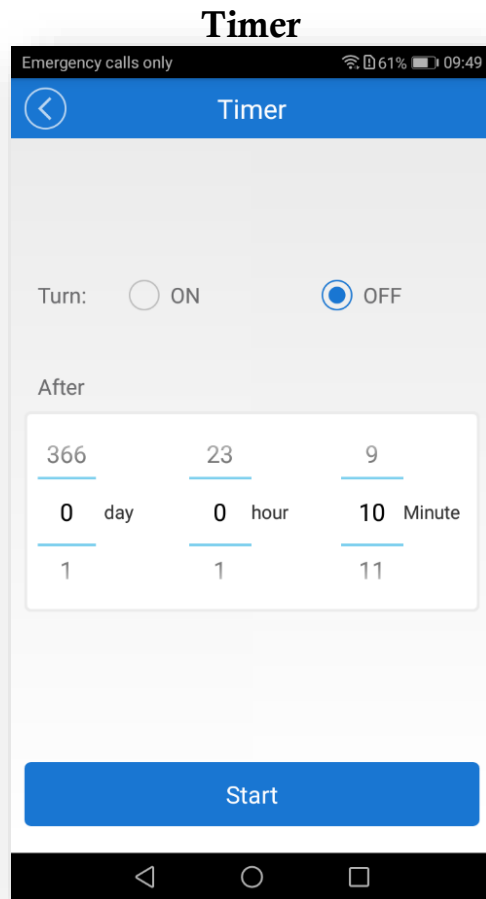 Timer
Emergency calls only 61% 09:49
Timer
Turn: ON OFF
After
366 23 9
0 day 0 hour 10 Minute
1 1 11
Start